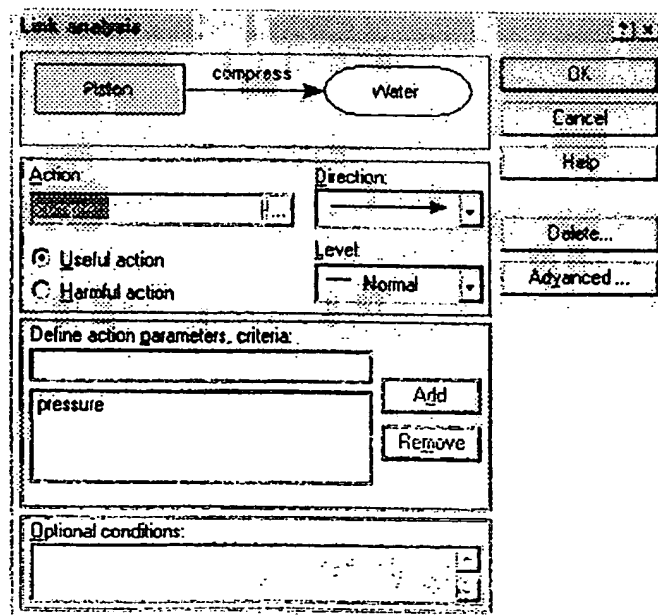 Link analysis
Piston
compress
Water
OK
Cancel
Help
Action:
Direction:
...
Useful action
Harmful action
Level:
Normal
Delete...
Advanced ...
Define action parameters, criteria:
pressure
Add
Remove
Optional conditions: